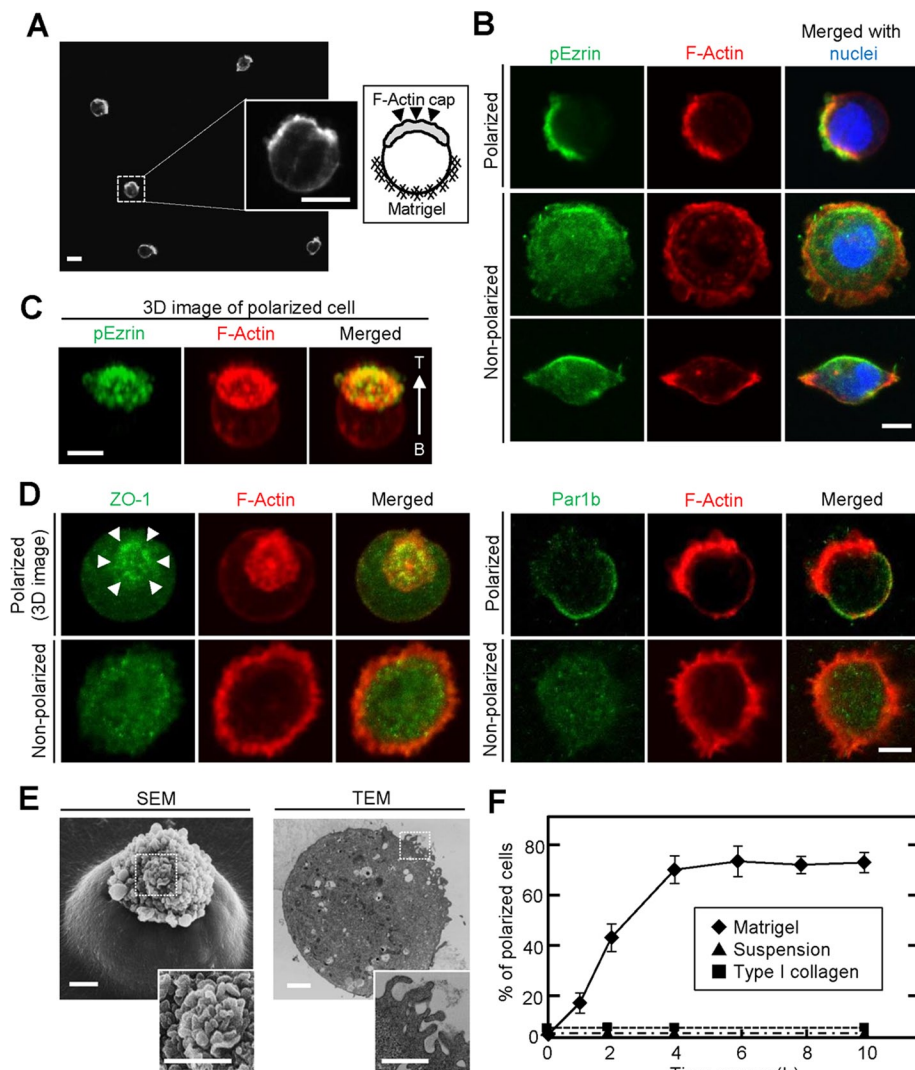 A
F-Actin cap
Matrigel
B
pEzrin
F-Actin
Merged with
nuclei
Polarized
Non-polarized
C
3D image of polarized cell
pEzrin
F-Actin
Merged
T
B
D
ZO-1
F-Actin
Merged
Polarized
(3D image)
Non-polarized
Par1b
F-Actin
Merged
Polarized
Non-polarized
E
SEM
TEM
F
% of polarized cells
80
60
40
20
0
Matrigel
Suspension
Type I collagen
0
2
4
6
8
10